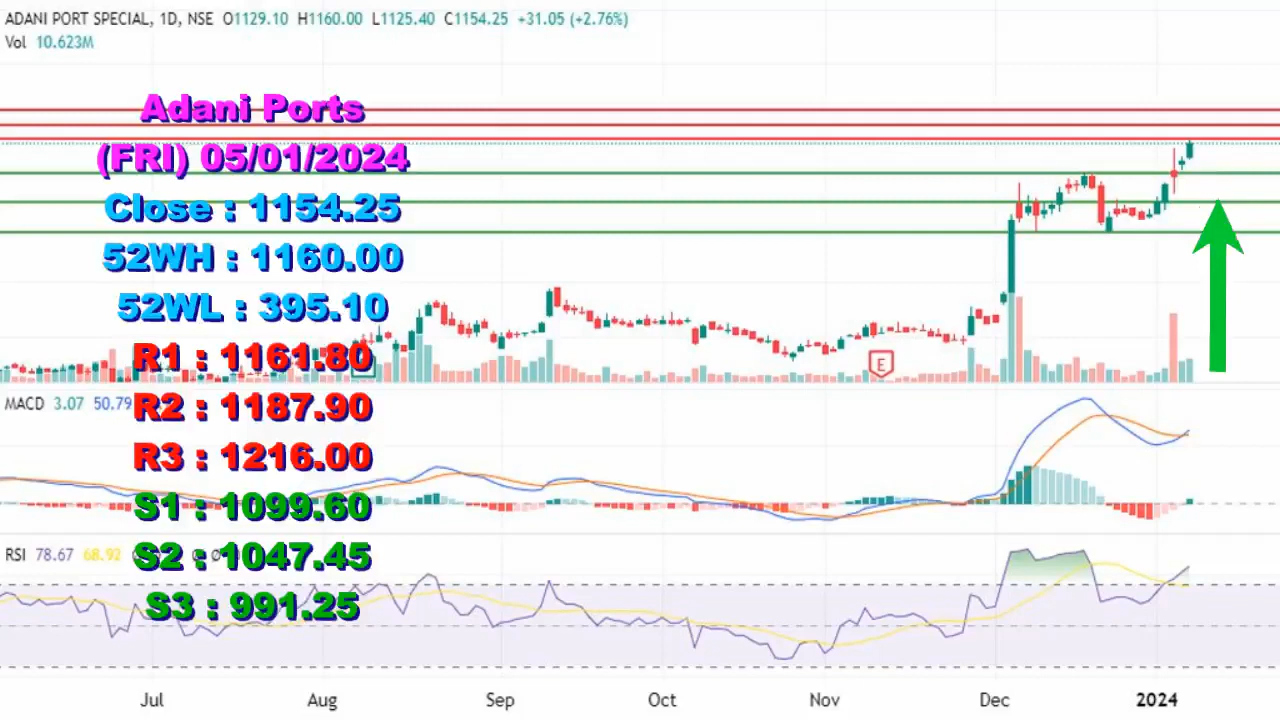 ADANI PORT SPECIAL, 1D, NSE O1129.10 H1160.00 L1125.40 C1154.25 +31.05 (+2.76%)
Vol 10.623M
Adani Ports
(FRI) 05/01/2024
Close : 1154.25
52WH : 1160.00
52WL : 395.10
R1 : 1161.80
E
MACD 3.07 50.79
R2 : 1187.90
R3 : 1216.00
S1 : 1099.60
RSI 78.67 68.92
S2 : 1047.45
S3 : 991.25
Jul Aug Sep Oct Nov Dec 2024